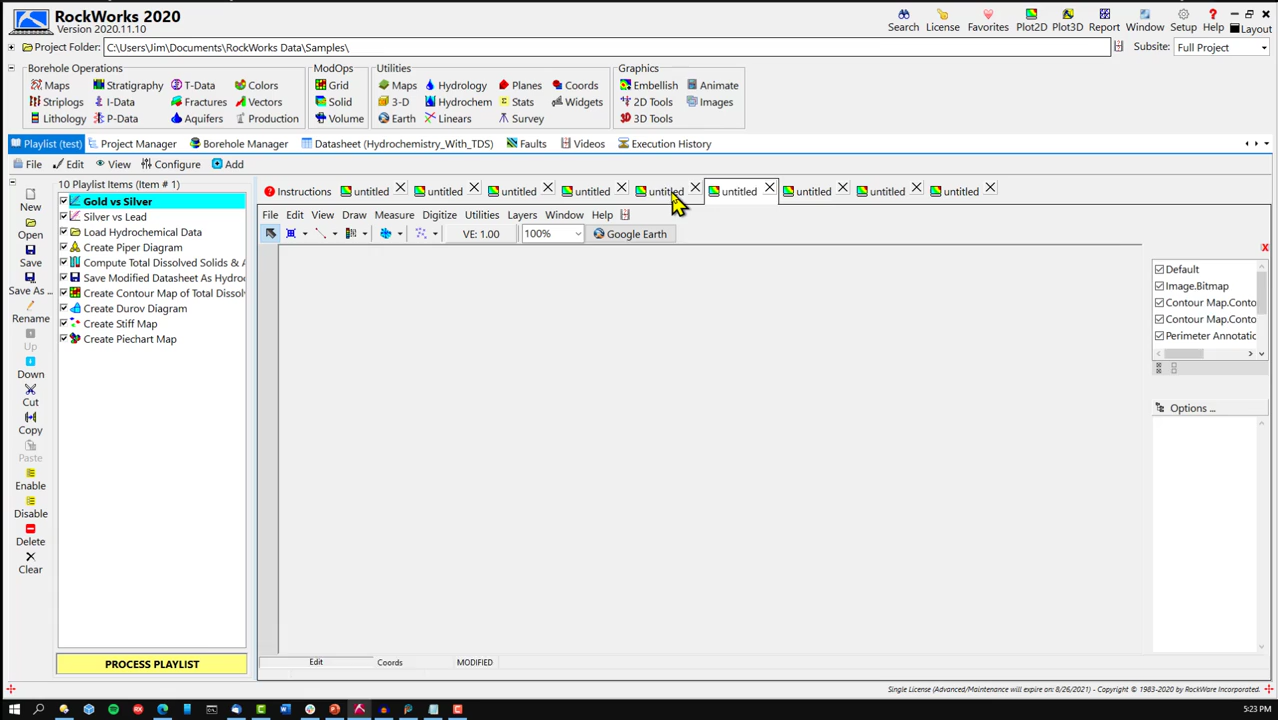 RockWorks 2020
Version 2020.11.10
Search License Favorites Plot2D Plot3D Report Window Setup Help Layout
Project Folder: C:\Users\Jim\Documents\RockWorks Data\Samples\ Subsite: Full Project
Borehole Operations ModOps Utilities Graphics
Maps Stratigraphy T-Data Colors Grid Maps Hydrology Planes Coords Embellish Animate
Striplogs I-Data Fractures Vectors Solid 3-D Hydrochem Stats Widgets 2D Tools Images
Lithology P-Data Aquifers Production Volume Earth Linears Survey 3D Tools
Playlist (test) Project Manager Borehole Manager Datasheet (Hydrochemistry_With_TDS) Faults Videos Execution History
File Edit View Configure Add
10 Playlist Items (Item # 1)
New
Open
Save
Save As ...
Rename
Up
Down
Cut
Copy
Paste
Enable
Disable
Delete
Clear
Gold vs Silver
Silver vs Lead
Load Hydrochemical Data
Create Piper Diagram
Compute Total Dissolved Solids & A
Save Modified Datasheet As Hydro
Create Contour Map of Total Dissol
Create Durov Diagram
Create Stiff Map
Create Piechart Map
PROCESS PLAYLIST
Instructions untitled untitled untitled untitled untitled untitled untitled untitled untitled
File Edit View Draw Measure Digitize Utilities Layers Window Help
VE: 1.00 100% Google Earth
Default
Image.Bitmap
Contour Map.Conto
Contour Map.Conto
Perimeter Annotatic
Options ...
Edit Coords MODIFIED
Single License (Advanced/Maintenance will expire on: 8/26/2021) - Copyright © 1983-2020 by RockWare Incorporated.
5:23 PM